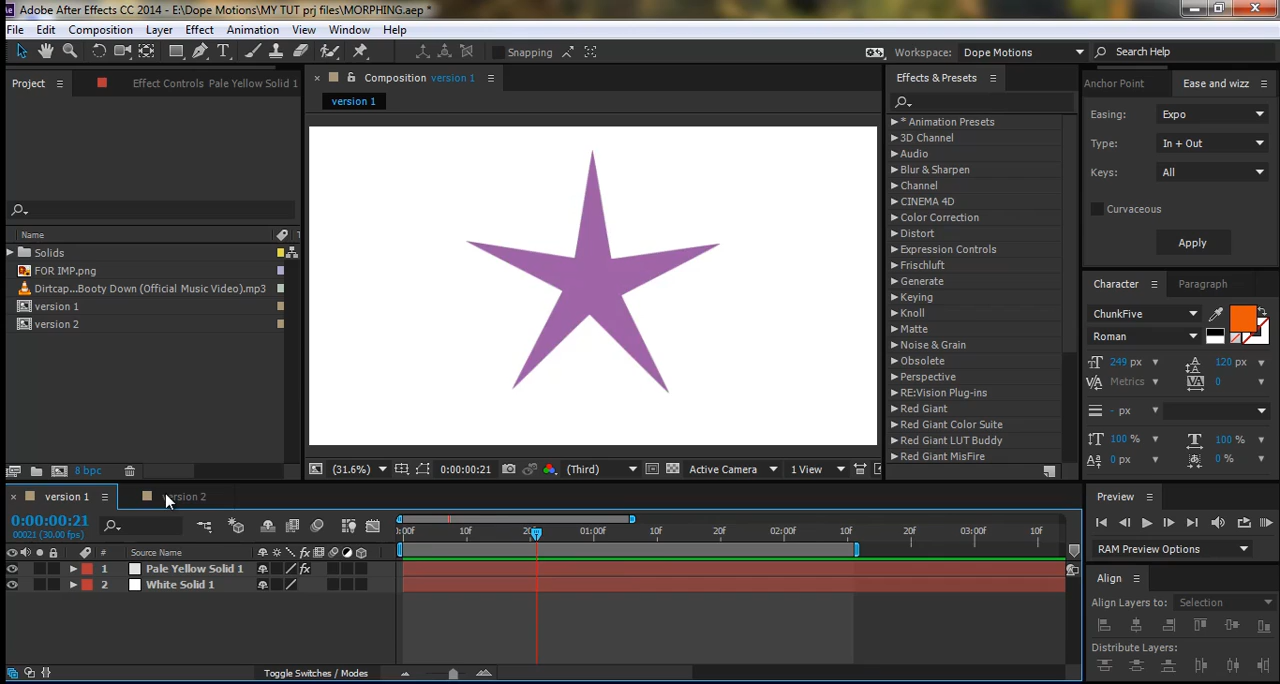 Adobe After Effects CC 2014 - E:\Dope Motions\MY TUT prj files\MORPHING.aep *
File Edit Composition Layer Effect Animation View Window Help
Snapping
Workspace: Dope Motions
Search Help
Project
Effect Controls Pale Yellow Solid 1
Composition version 1
Effects & Presets
Anchor Point
Ease and wizz
version 1
Easing: Expo
* Animation Presets
3D Channel
Type: In + Out
Audio
Blur & Sharpen
Keys: All
Channel
CINEMA 4D
Curvaceous
Color Correction
Name
Distort
Solids
Expression Controls
Apply
FOR IMP.png
Frischluft
Dirtcap...Booty Down (Official Music Video).mp3
Generate
Character
Paragraph
version 1
Keying
version 2
Knoll
ChunkFive
Matte
Roman
Noise & Grain
Obsolete
249 px
120 px
Perspective
Metrics
0
RE:Vision Plug-ins
Red Giant
- px
Red Giant Color Suite
100 %
100 %
Red Giant LUT Buddy
0 px
0 %
Red Giant MisFire
8 bpc
(31.6%)
0:00:00:21
(Third)
Active Camera
1 View
version 1
version 2
Preview
0:00:00:21
00021 (30.00 fps)
:00f 10f 20f 01:00f 10f 20f 02:00f 10f 20f 03:00f 10f
RAM Preview Options
# Source Name
1 Pale Yellow Solid 1 fx
2 White Solid 1
Align
Align Layers to: Selection
Distribute Layers:
Toggle Switches / Modes